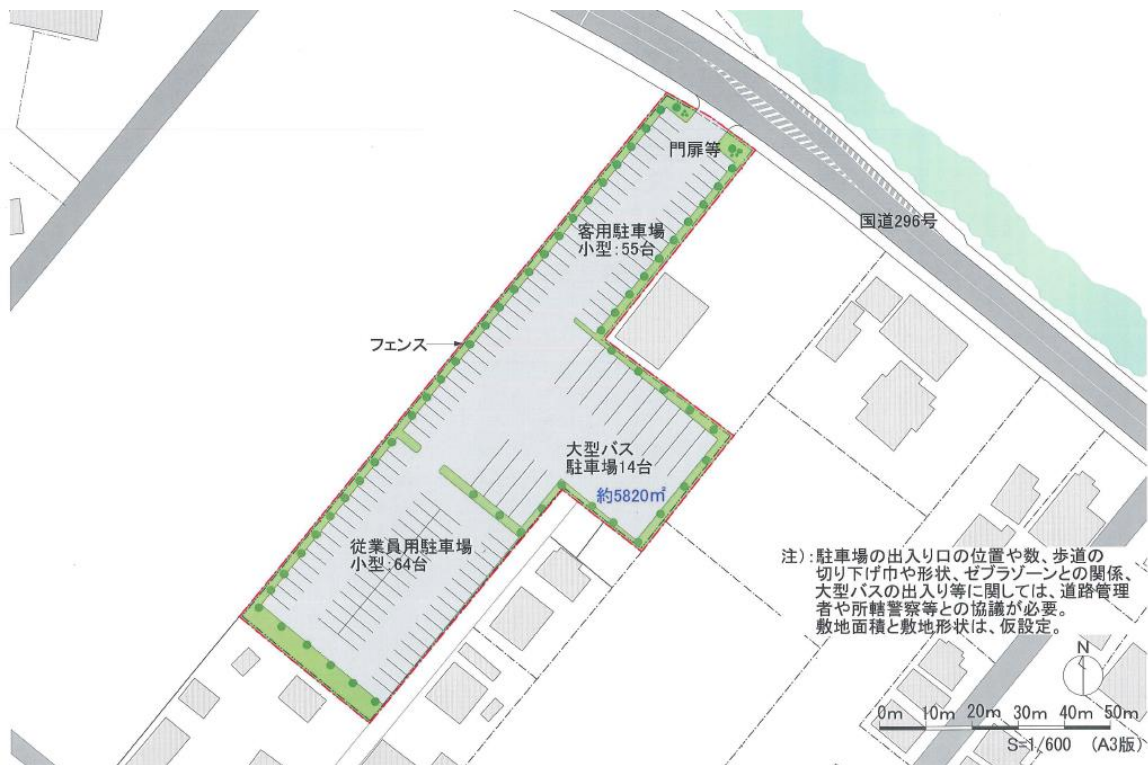 門扉等
国道296号
客用駐車場
小型:55台
フェンス
大型バス
駐車場14台
約5820㎡
従業員用駐車場
小型:64台
注):駐車場の出入り口の位置や数、歩道の
切り下げ巾や形状、ゼブラゾーンとの関係、
大型バスの出入り等に関しては、道路管理
者や所轄警察等との協議が必要。
敷地面積と敷地形状は、仮設定。
N
0m 10m 20m 30m 40m 50m
S=1/600 (A3版)